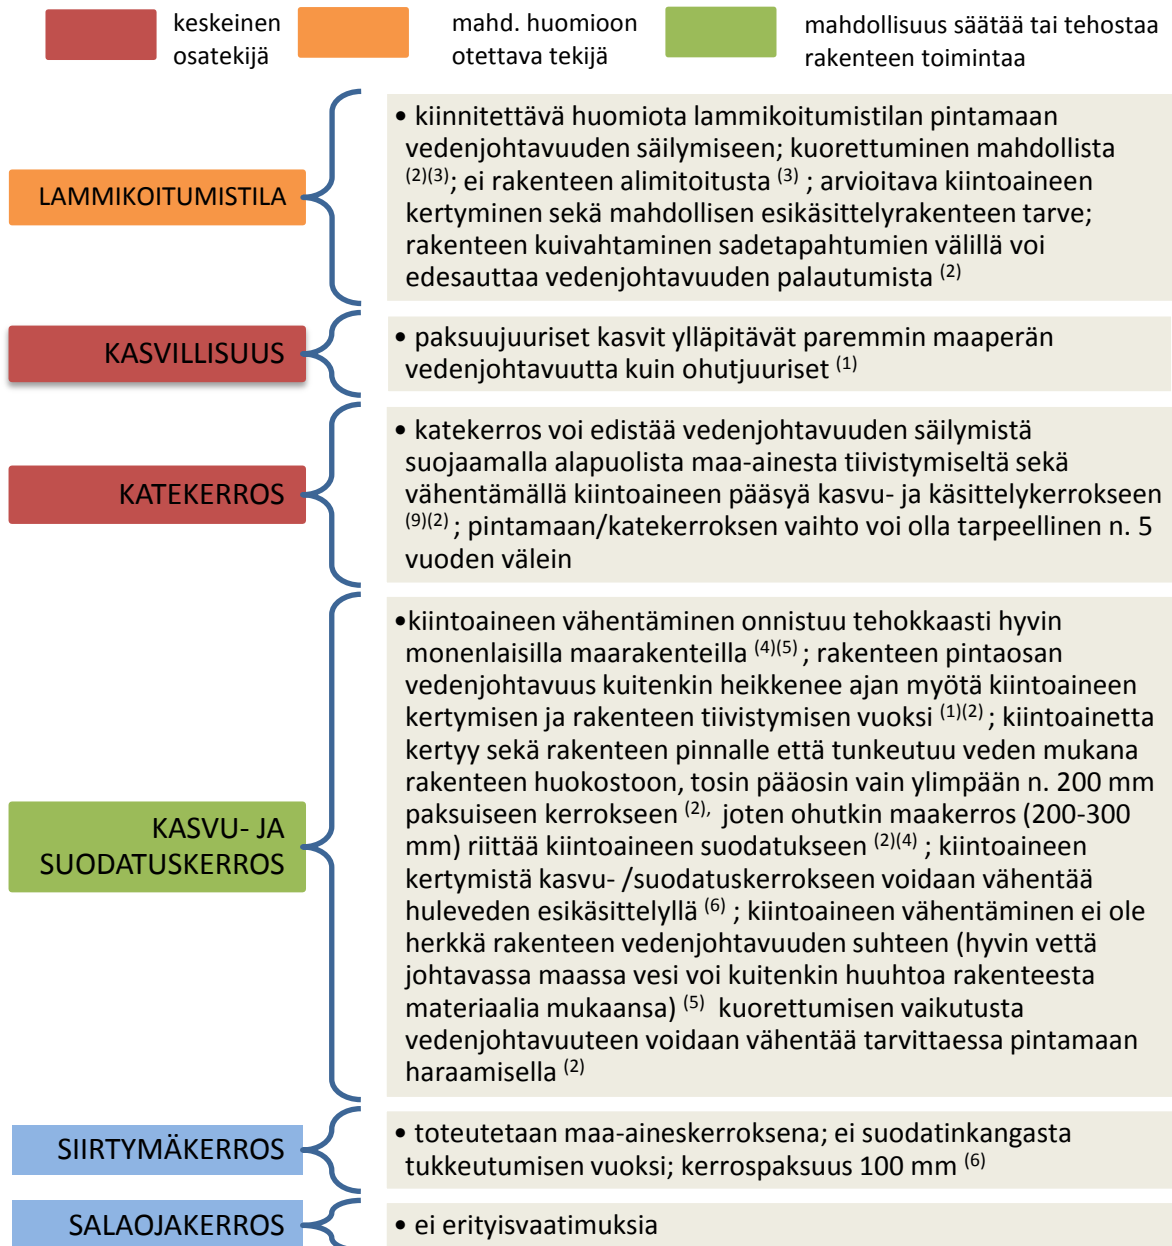 keskeinen
osatekijä
mahd. huomioon
otettava tekijä
mahdollisuus säätää tai tehostaa
rakenteen toimintaa
LAMMIKOITUMISTILA
• kiinnitettävä huomiota lammikoitumistilan pintamaan
vedenjohtavuuden säilymiseen; kuorettuminen mahdollista
(2)(3); ei rakenteen alimitoitusta (3) ; arvioitava kiintoaineen
kertyminen sekä mahdollisen esikäsittelyrakenteen tarve;
rakenteen kuivahtaminen sadetapahtumien välillä voi
edesauttaa vedenjohtavuuden palautumista (2)
KASVILLISUUS
• paksujuuriset kasvit ylläpitävät paremmin maaperän
vedenjohtavuutta kuin ohutjuuriset (1)
KATEKERROS
• katekerros voi edistää vedenjohtavuuden säilymistä
suojaamalla alapuolista maa-ainesta tiivistymiseltä sekä
vähentämällä kiintoaineen pääsyä kasvu- ja käsittelykerrokseen
(9)(2) ; pintamaan/katekerroksen vaihto voi olla tarpeellinen n. 5
vuoden välein
KASVU- JA
SUODATUSKERROS
•kiintoaineen vähentäminen onnistuu tehokkaasti hyvin
monenlaisilla maarakenteilla (4)(5) ; rakenteen pintaosan
vedenjohtavuus kuitenkin heikkenee ajan myötä kiintoaineen
kertymisen ja rakenteen tiivistymisen vuoksi (1)(2) ; kiintoainetta
kertyy sekä rakenteen pinnalle että tunkeutuu veden mukana
rakenteen huokostoon, tosin pääosin vain ylimpään n. 200 mm
paksuiseen kerrokseen (2), joten ohutkin maakerros (200-300
mm) riittää kiintoaineen suodatukseen (2)(4) ; kiintoaineen
kertymistä kasvu- /suodatuskerrokseen voidaan vähentää
huleveden esikäsittelyllä (6) ; kiintoaineen vähentäminen ei ole
herkkä rakenteen vedenjohtavuuden suhteen (hyvin vettä
johtavassa maassa vesi voi kuitenkin huuhtoa rakenteesta
materiaalia mukaansa) (5) kuorettumisen vaikutusta
vedenjohtavuuteen voidaan vähentää tarvittaessa pintamaan
haraamisella (2)
SIIRTYMÄKERROS
• toteutetaan maa-aineskerroksena; ei suodatinkangasta
tukkeutumisen vuoksi; kerrospaksuus 100 mm (6)
SALAOJAKERROS
• ei erityisvaatimuksia